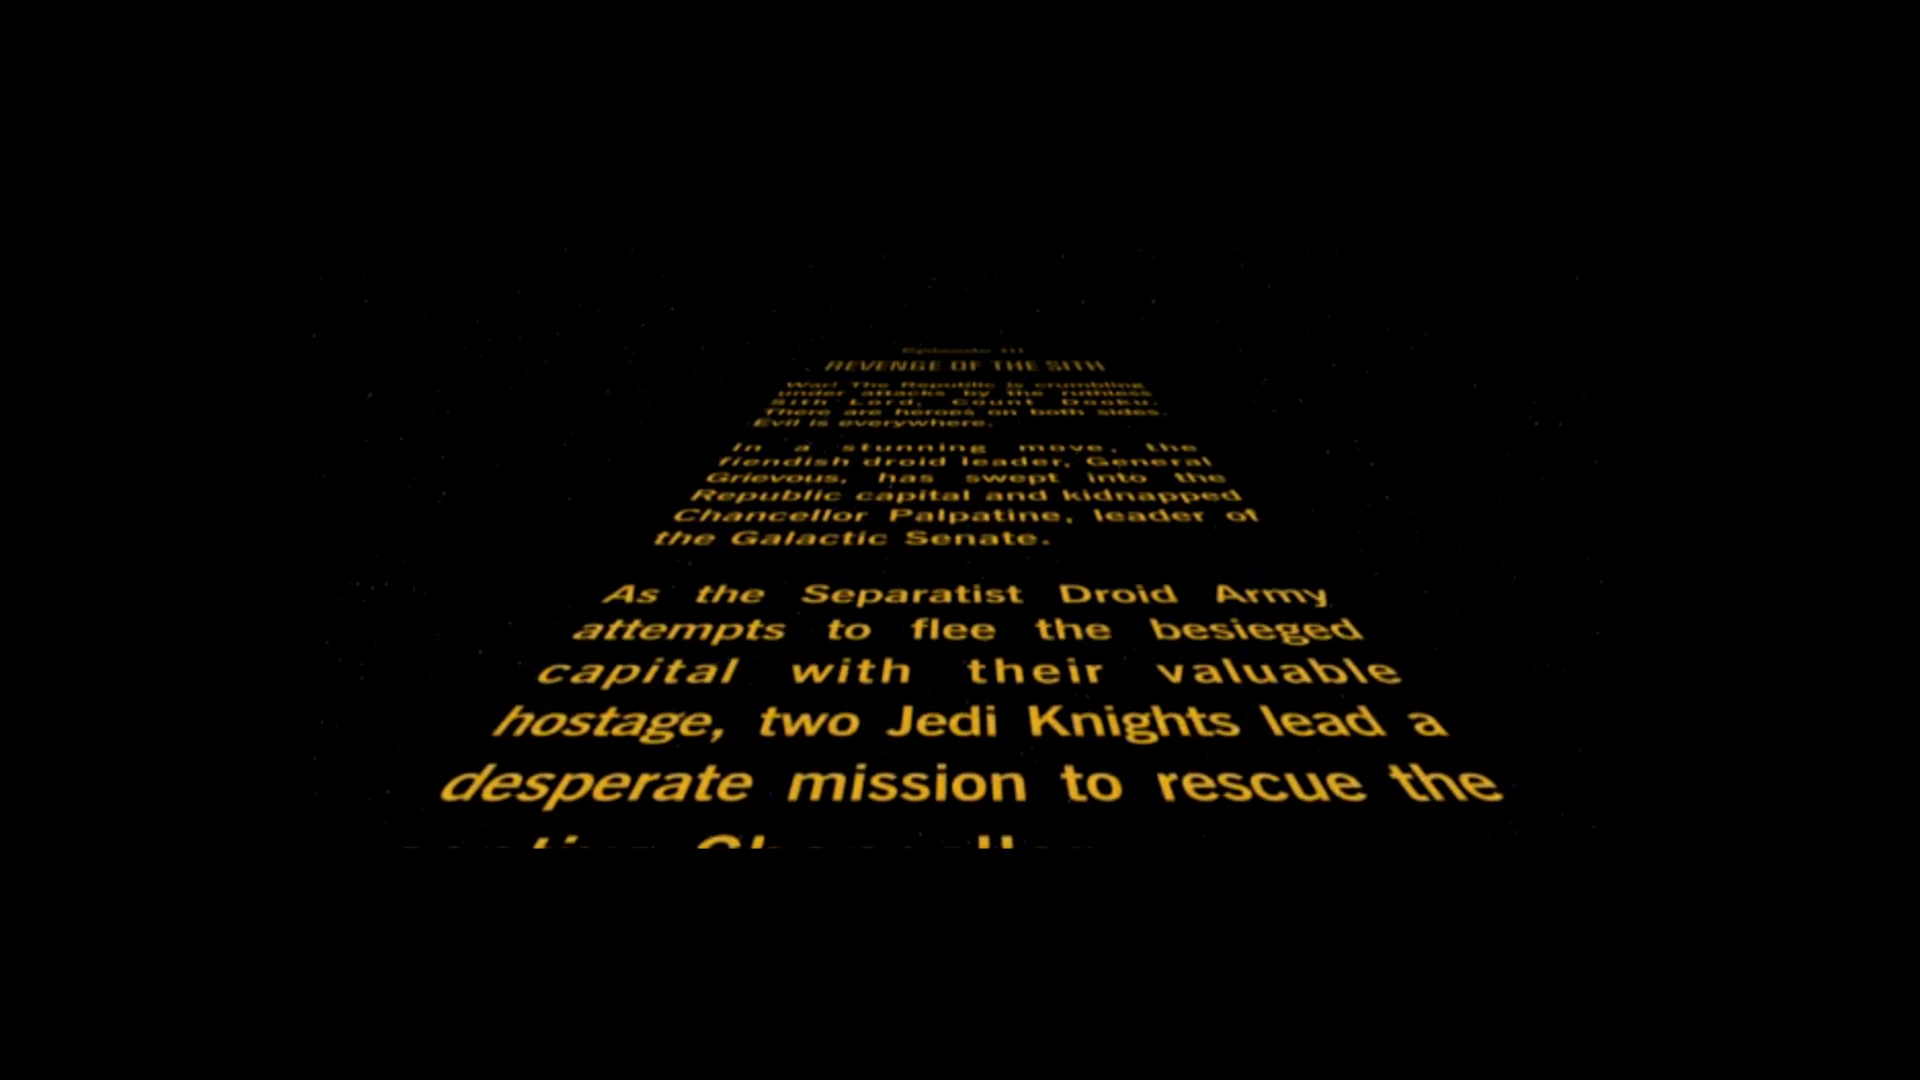 Episode III
REVENGE OF THE SITH
War! The Republic is crumbling
under attacks by the ruthless
Sith Lord, Count Dooku.
There are heroes on both sides.
Evil is everywhere.
In a stunning move, the
fiendish droid leader, General
Grievous, has swept into the
Republic capital and kidnapped
Chancellor Palpatine, leader of
the Galactic Senate.
As the Separatist Droid Army
attempts to flee the besieged
capital with their valuable
hostage, two Jedi Knights lead a
desperate mission to rescue the